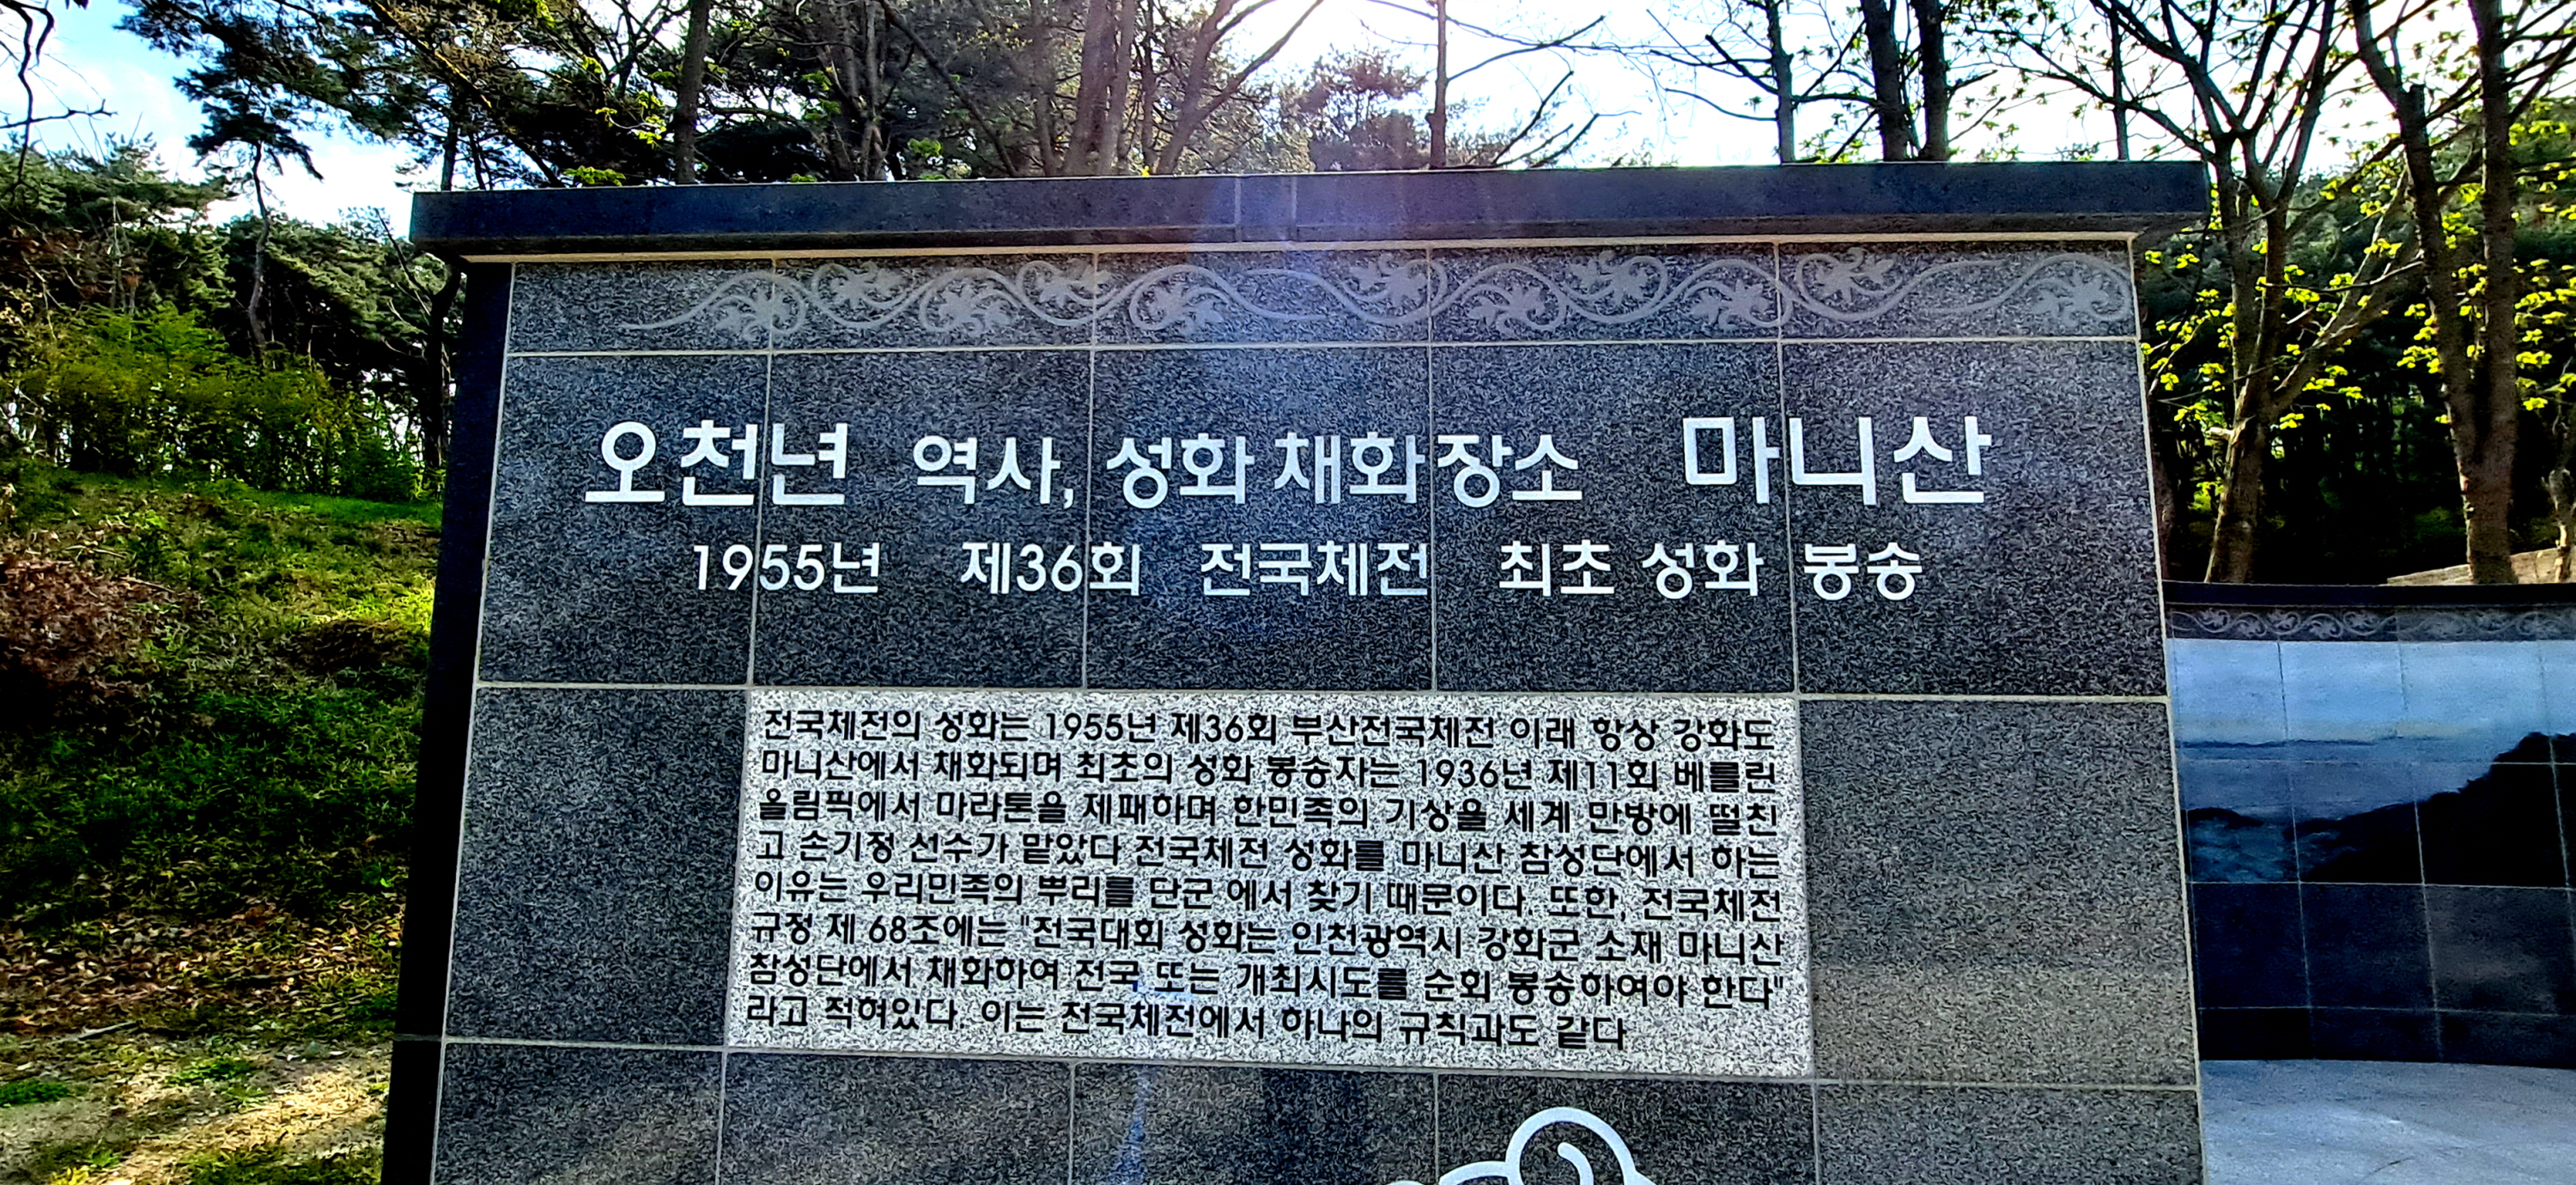 오천년 역사, 성화 채화장소 마니산
1955년 제36회 전국체전 최초 성화 봉송
전국체전의 성화는 1955년 제36회 부산전국체전 이래 항상 강화도
마니산에서 채화되며 최초의 성화 봉송자는 1936년 제11회 베를린
올림픽에서 마라톤을 제패하며 한민족의 기상을 세계 만방에 떨친
고 손기정 선수가 맡았다 전국체전 성화를 마니산 참성단에서 하는
이유는 우리민족의 뿌리를 단군 에서 찾기 때문이다. 또한, 전국체전
규정 제 68조에는 "전국대회 성화는 인천광역시 강화군 소재 마니산
참성단에서 채화하여 전국 또는 개최시도를 순회 봉송하여야 한다"
라고 적혀있다. 이는 전국체전에서 하나의 규칙과도 같다